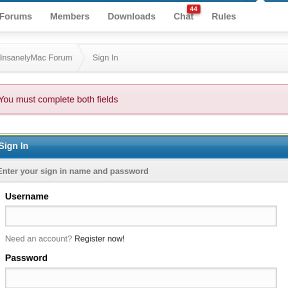 44
Forums Members Downloads Chat Rules
InsanelyMac Forum Sign In
You must complete both fields
Sign In
Enter your sign in name and password
Username
Need an account? Register now!
Password